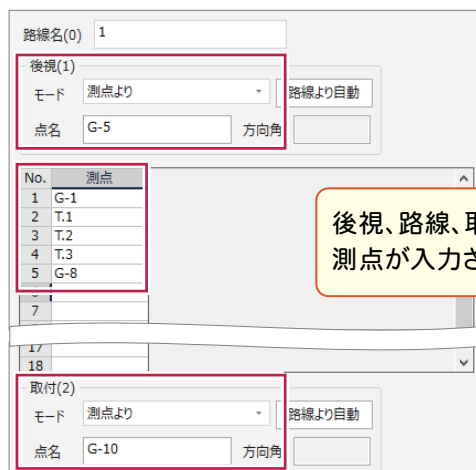 路線名(0) 1
後視(1)
モード 測点より 路線より自動
点名 G-5 方向角
No. 測点
1 G-1
2 T.1
3 T.2
4 T.3
5 G-8
7
17
18
後視、路線、取
測点が入力さ
取付(2)
モード 測点より 路線より自動
点名 G-10 方向角